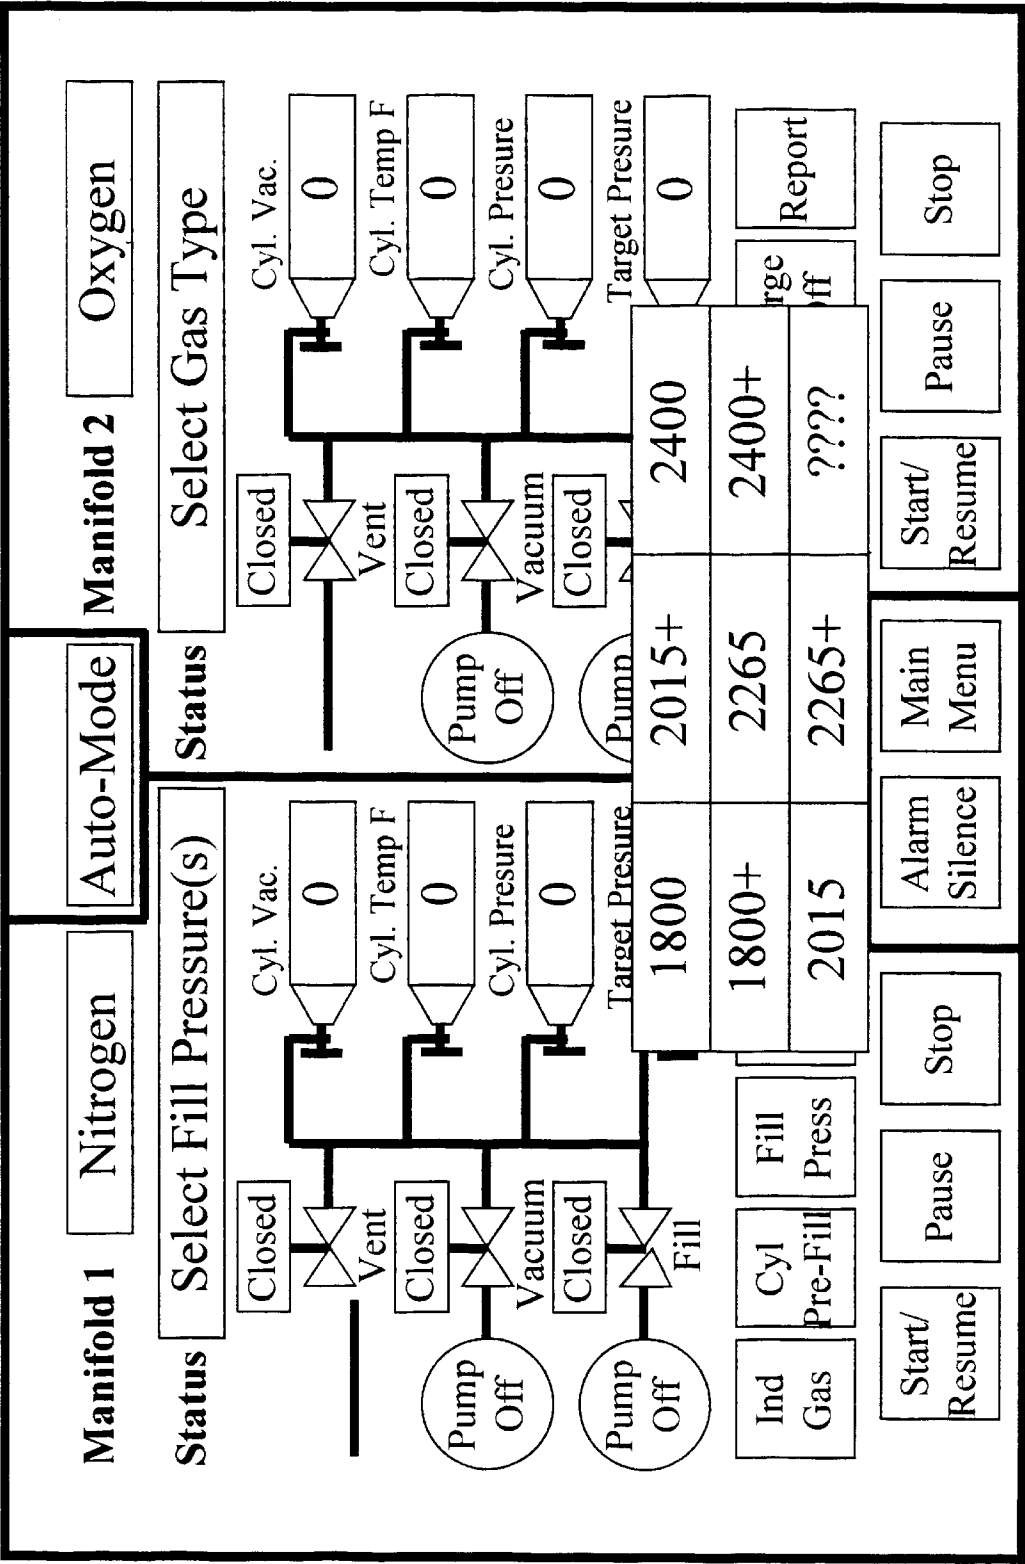 Manifold 1
Nitrogen
Auto-Mode
Manifold 2
Oxygen
Status
Select Fill Pressure(s)
Status
Select Gas Type
Closed
Vent
Cyl. Vac.
0
Closed
Vent
Cyl. Vac.
0
Cyl. Temp F
0
Cyl. Temp F
0
Pump
Off
Closed
Vacuum
Cyl. Presure
0
Pump
Off
Closed
Vacuum
Cyl. Presure
0
Pump
Off
Closed
Fill
Target Presure
Pump
Closed
Target Presure
0
1800
2015+
2400
1800+
2265
2400+
2015
2265+
????
Ind
Gas
Cyl
Pre-Fill
Fill
Press
rge
ff
Report
Start/
Resume
Pause
Stop
Alarm
Silence
Main
Menu
Start/
Resume
Pause
Stop